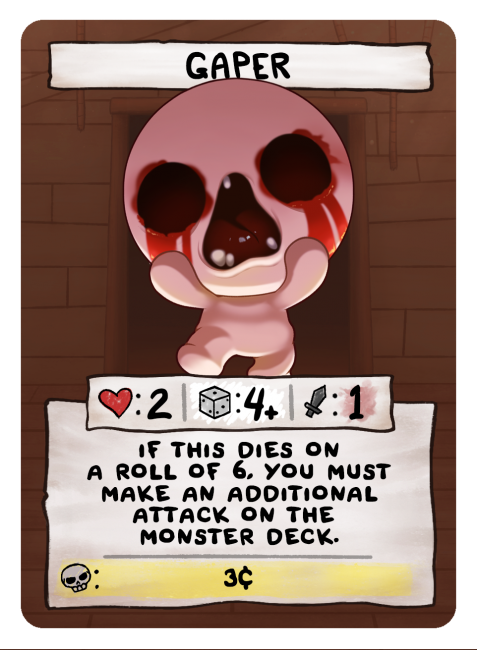 GAPER
:2 :4+ :1
IF THIS DIES ON
A ROLL OF 6, YOU MUST
MAKE AN ADDITIONAL
ATTACK ON THE
MONSTER DECK.
: 3¢